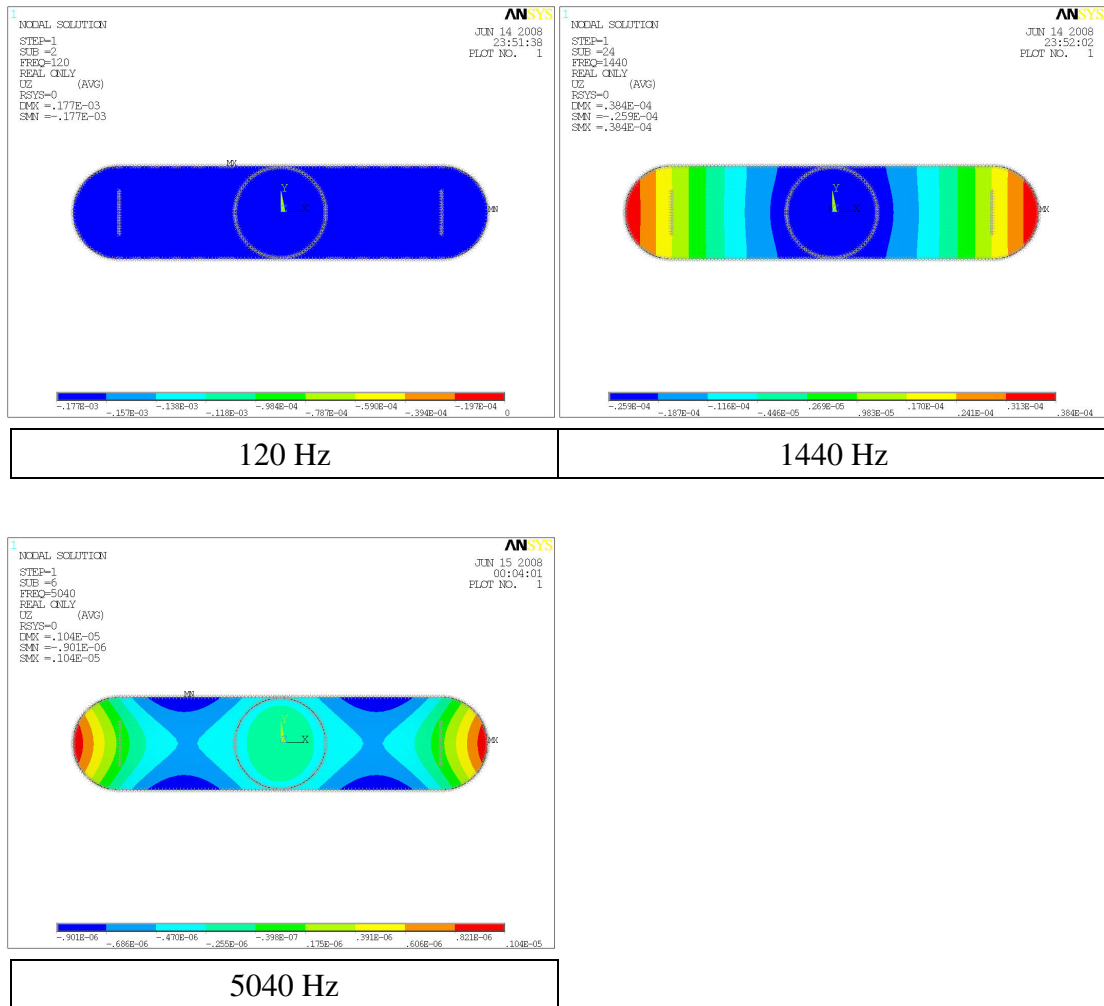 1
ANSYS
NODAL SOLUTION
JUN 14 2008
23:51:38
PLOT NO. 1
STEP=1
SUB =2
FREQ=120
REAL ONLY
UZ (AVG)
RSYS=0
DMX =.177E-03
SMN =-.177E-03
MX
Y
X
MN
-.177E-03
-.157E-03
-.138E-03
-.118E-03
-.984E-04
-.787E-04
-.590E-04
-.394E-04
-.197E-04
0
120 Hz
1
ANSYS
NODAL SOLUTION
JUN 14 2008
23:52:02
PLOT NO. 1
STEP=1
SUB =24
FREQ=1440
REAL ONLY
UZ (AVG)
RSYS=0
DMX =.384E-04
SMN =-.259E-04
SMX =.384E-04
Y
X
MX
-.259E-04
-.187E-04
-.116E-04
-.446E-05
.269E-05
.983E-05
.170E-04
.241E-04
.313E-04
.384E-04
1440 Hz
1
ANSYS
NODAL SOLUTION
JUN 15 2008
00:04:01
PLOT NO. 1
STEP=1
SUB =6
FREQ=5040
REAL ONLY
UZ (AVG)
RSYS=0
DMX =.104E-05
SMN =-.901E-06
SMX =.104E-05
MN
Y
X
MX
-.901E-06
-.686E-06
-.470E-06
-.255E-06
-.398E-07
.175E-06
.391E-06
.606E-06
.821E-06
.104E-05
5040 Hz